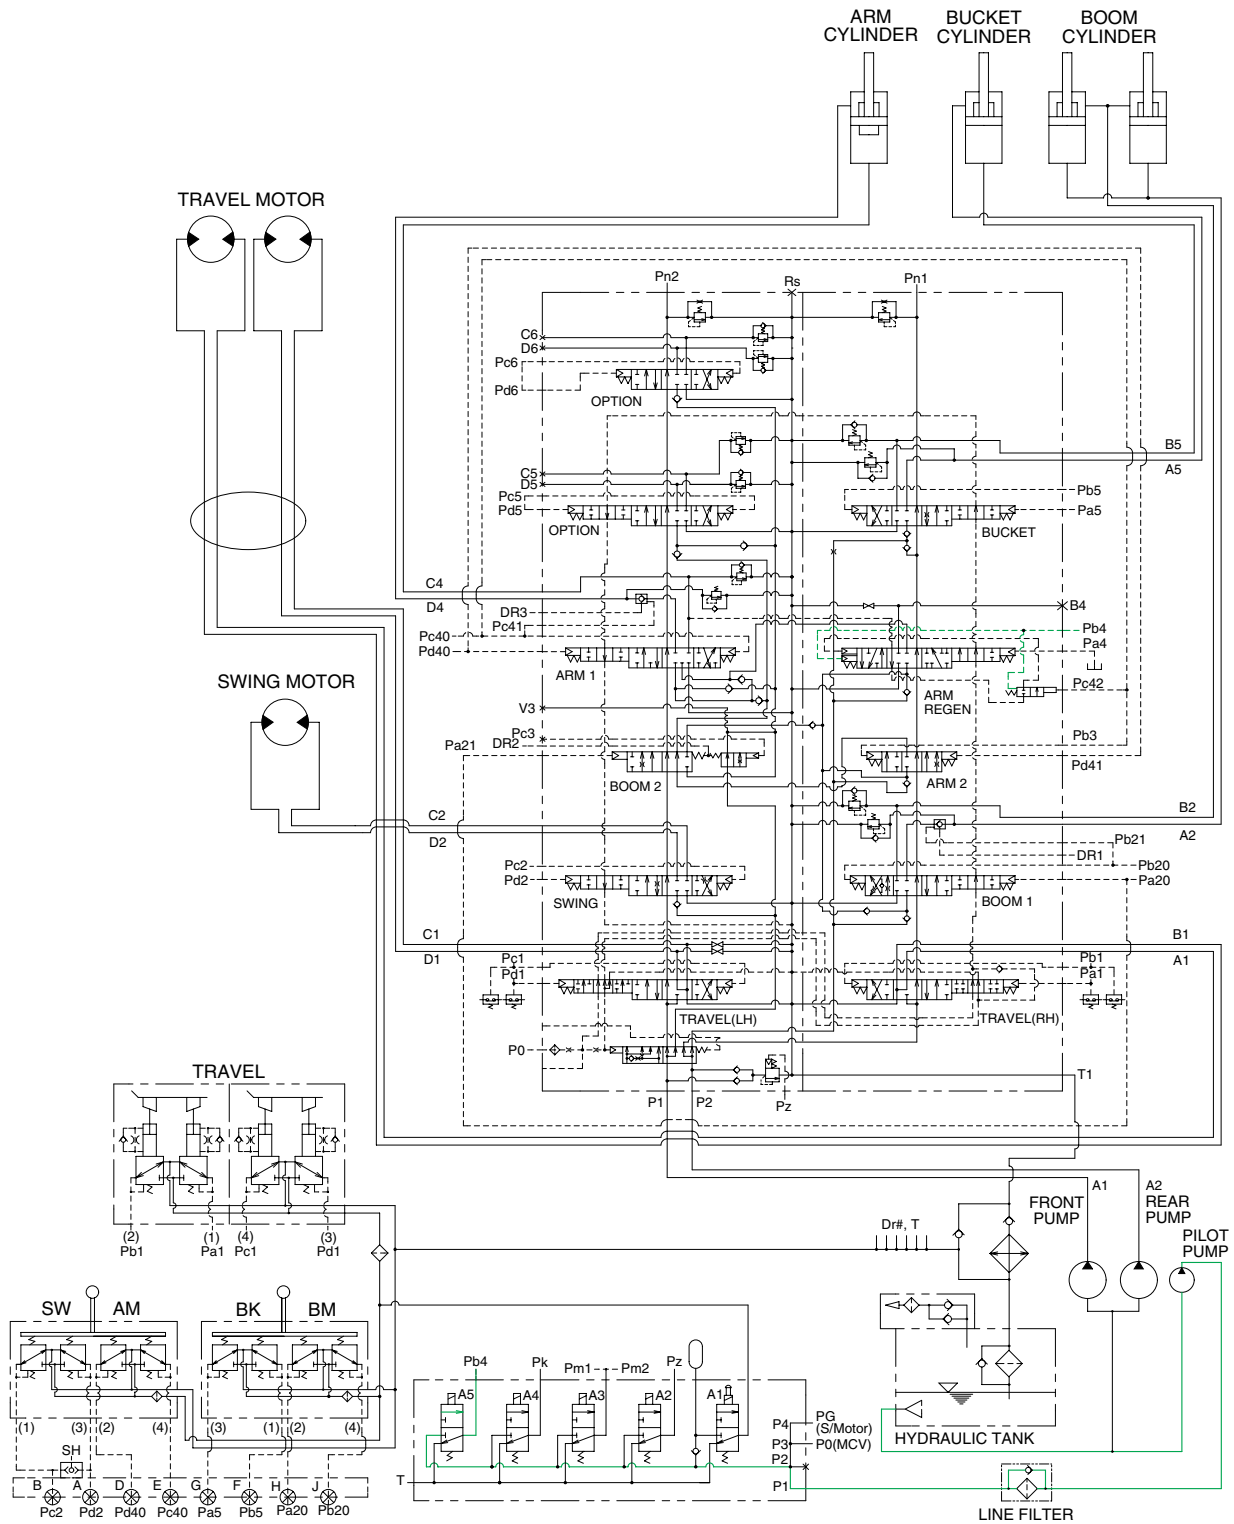 ARM
CYLINDER
BUCKET
CYLINDER
BOOM
CYLINDER
TRAVEL MOTOR
Pn2
Rs
Pn1
C6
D6
Pc6
Pd6
OPTION
B5
A5
C5
D5
Pc5
Pd5
OPTION
Pb5
Pa5
BUCKET
C4
D4
DR3
Pc41
B4
Pc40
Pd40
ARM 1
Pb4
Pa4
ARM
REGEN
Pc42
SWING MOTOR
V3
Pc3
DR2
Pa21
BOOM 2
Pb3
Pd41
ARM 2
C2
D2
B2
A2
Pb21
DR1
Pc2
Pd2
SWING
Pb20
Pa20
BOOM 1
C1
D1
B1
A1
Pc1
Pd1
Pb1
Pa1
TRAVEL(LH)
TRAVEL(RH)
P0
T1
P1
P2
Pz
TRAVEL
(2)
Pb1
(1)
Pa1
(4)
Pc1
(3)
Pd1
A1
A2
FRONT
PUMP
REAR
PUMP
PILOT
PUMP
Dr#, T
SW
AM
BK
BM
(1)
(3)
(2)
(4)
(3)
(1)
(2)
(4)
SH
B
A
D
E
G
F
H
J
Pc2
Pd2
Pd40
Pc40
Pa5
Pb5
Pa20
Pb20
Pb4
Pk
Pm1
Pm2
Pz
A5
A4
A3
A2
A1
T
P4
P3
P2
P1
PG
(S/Motor)
P0(MCV)
HYDRAULIC TANK
LINE FILTER